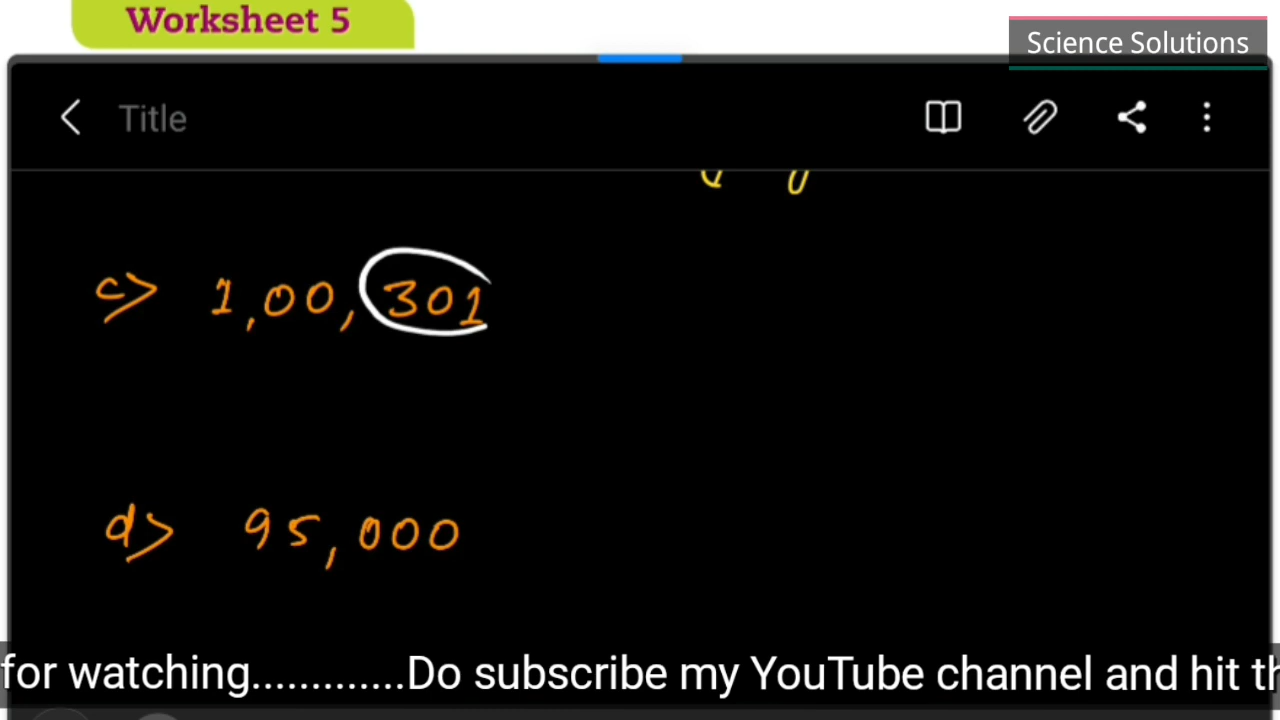 Worksheet 5
Science Solutions
Title
c> 1,00,301
d> 95,000
for watching.............Do subscribe my YouTube channel and hit th